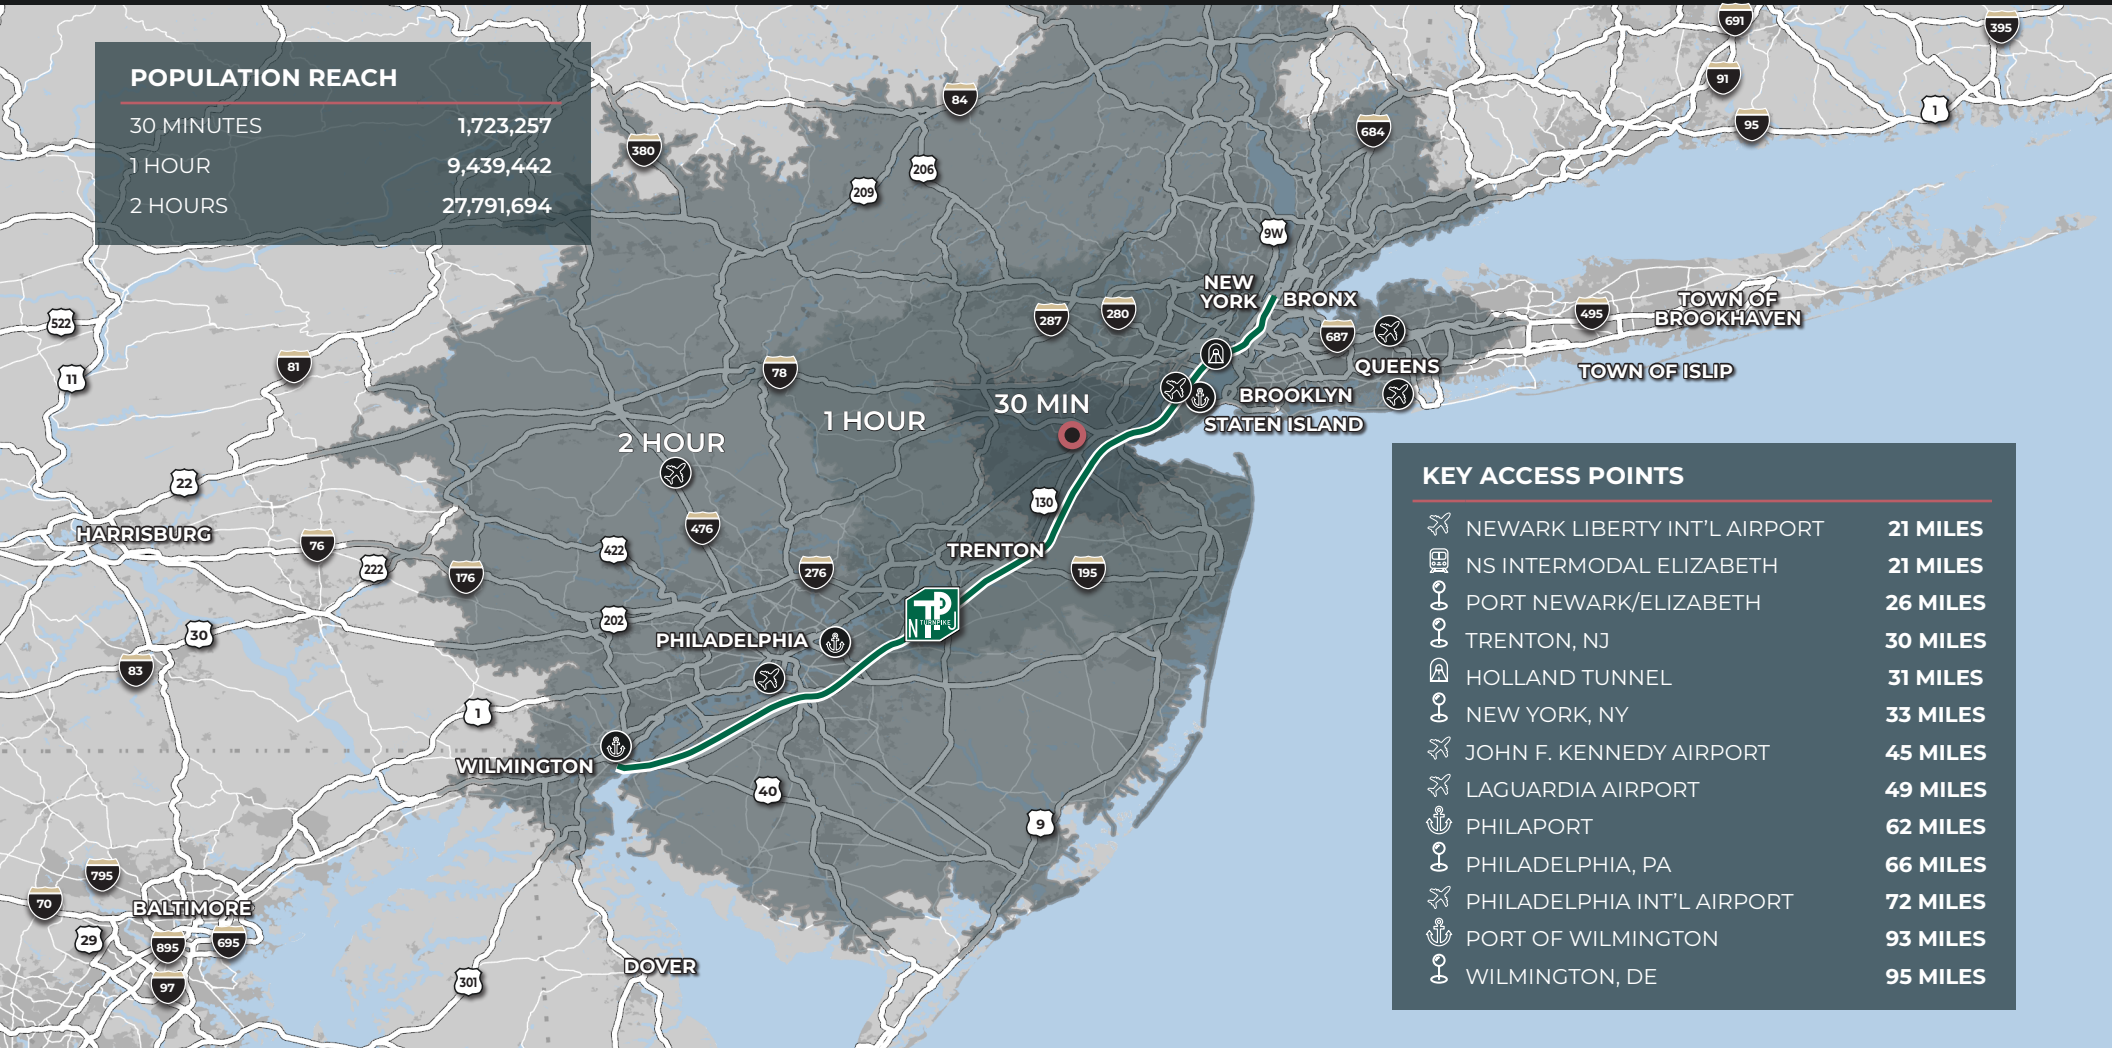 POPULATION REACH
30 MINUTES 1,723,257
1 HOUR 9,439,442
2 HOURS 27,791,694
691
395
91
84
1
95
684
380
206
209
9W
NEW
YORK
BRONX
TOWN OF
BROOKHAVEN
495
287
280
522
687
81
78
11
QUEENS
TOWN OF ISLIP
BROOKLYN
30 MIN
1 HOUR
STATEN ISLAND
2 HOUR
22
130
476
HARRISBURG
76
422
TRENTON
222
176
276
195
202
N TURNPIKE J
TP
30
PHILADELPHIA
83
1
WILMINGTON
40
9
795
70
BALTIMORE
29
895
695
DOVER
301
97
KEY ACCESS POINTS
NEWARK LIBERTY INT'L AIRPORT 21 MILES
NS INTERMODAL ELIZABETH 21 MILES
PORT NEWARK/ELIZABETH 26 MILES
TRENTON, NJ 30 MILES
HOLLAND TUNNEL 31 MILES
NEW YORK, NY 33 MILES
JOHN F. KENNEDY AIRPORT 45 MILES
LAGUARDIA AIRPORT 49 MILES
PHILAPORT 62 MILES
PHILADELPHIA, PA 66 MILES
PHILADELPHIA INT'L AIRPORT 72 MILES
PORT OF WILMINGTON 93 MILES
WILMINGTON, DE 95 MILES